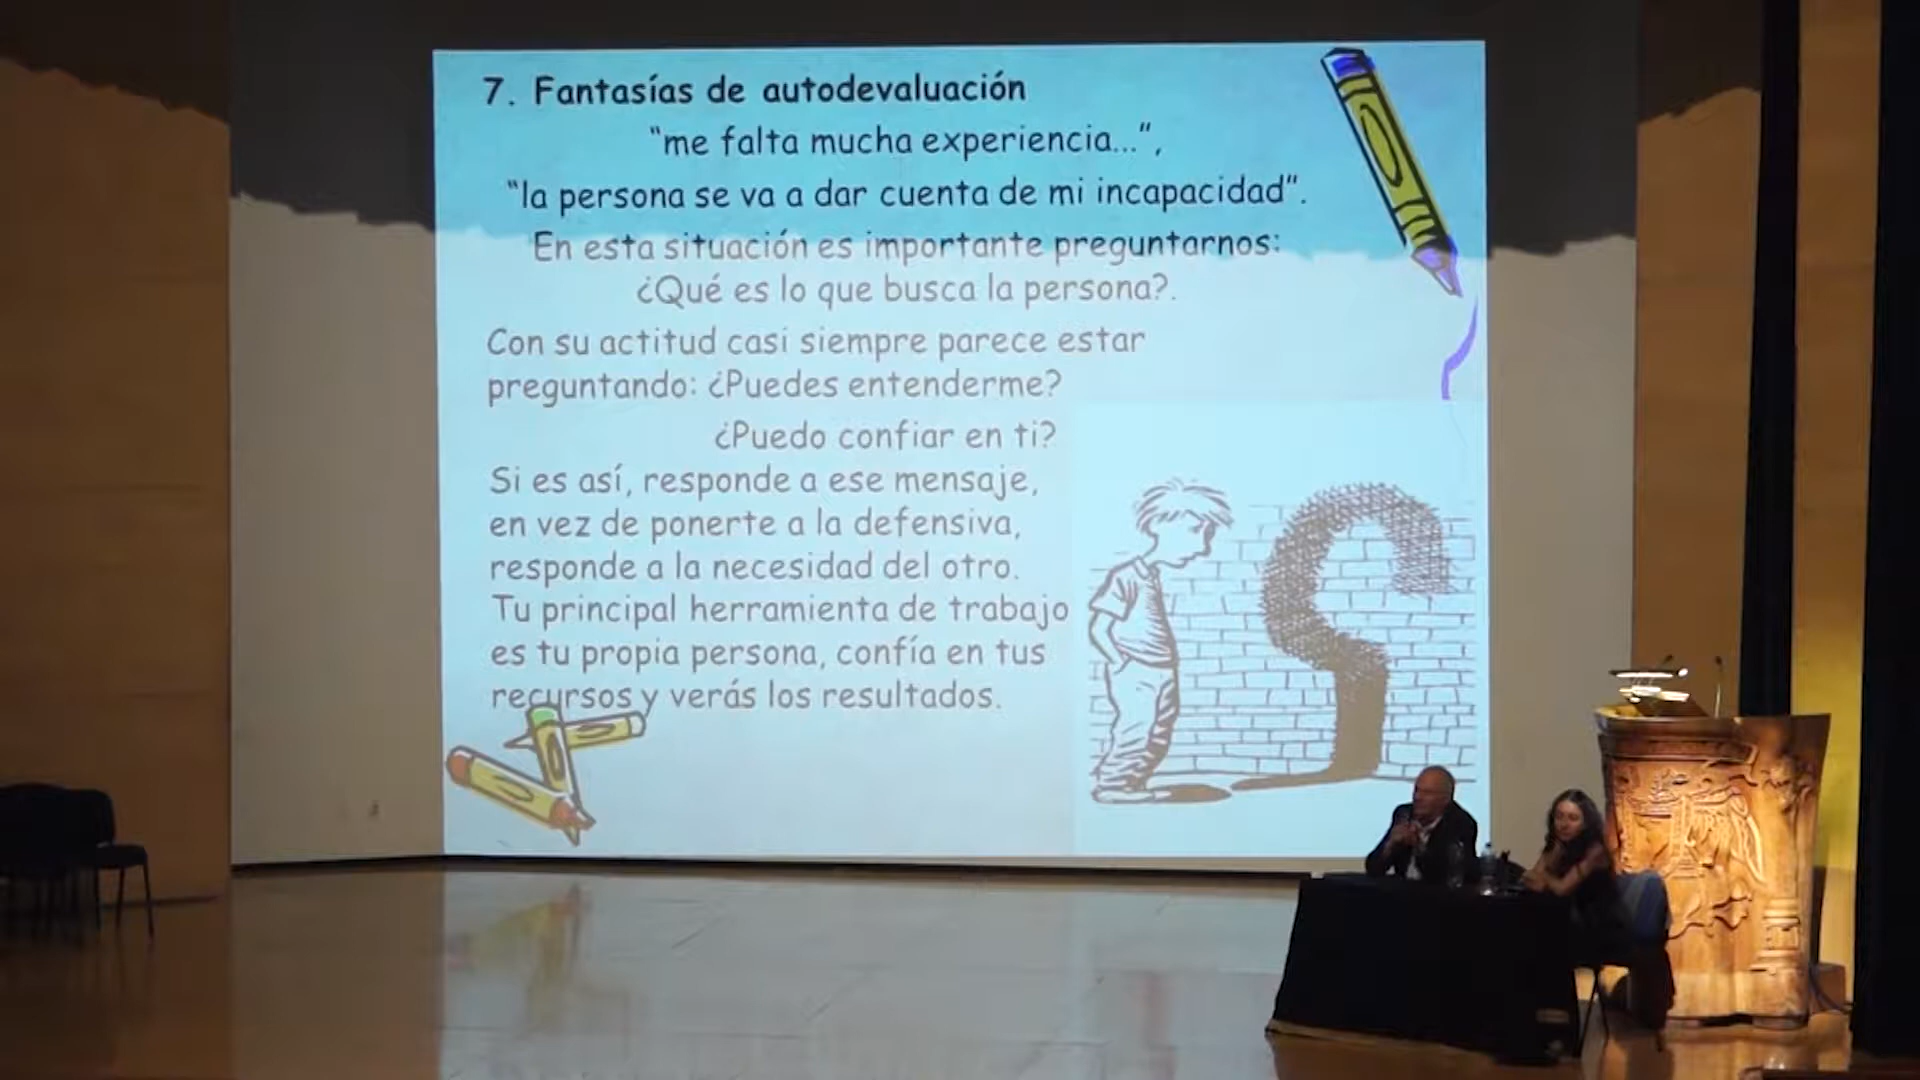 7. Fantasías de autodevaluación
“me falta mucha experiencia...”,
“la persona se va a dar cuenta de mi incapacidad”.
En esta situación es importante preguntarnos:
¿Qué es lo que busca la persona?.
Con su actitud casi siempre parece estar
preguntando: ¿Puedes entenderme?
¿Puedo confiar en ti?
Si es así, responde a ese mensaje,
en vez de ponerte a la defensiva,
responde a la necesidad del otro.
Tu principal herramienta de trabajo
es tu propia persona, confía en tus
recursos y verás los resultados.